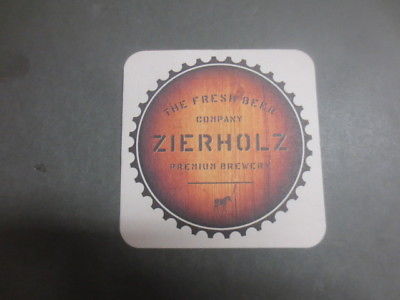 THE FRESH BEER
COMPANY
ZIERHOLZ
PREMIUM BREWERY